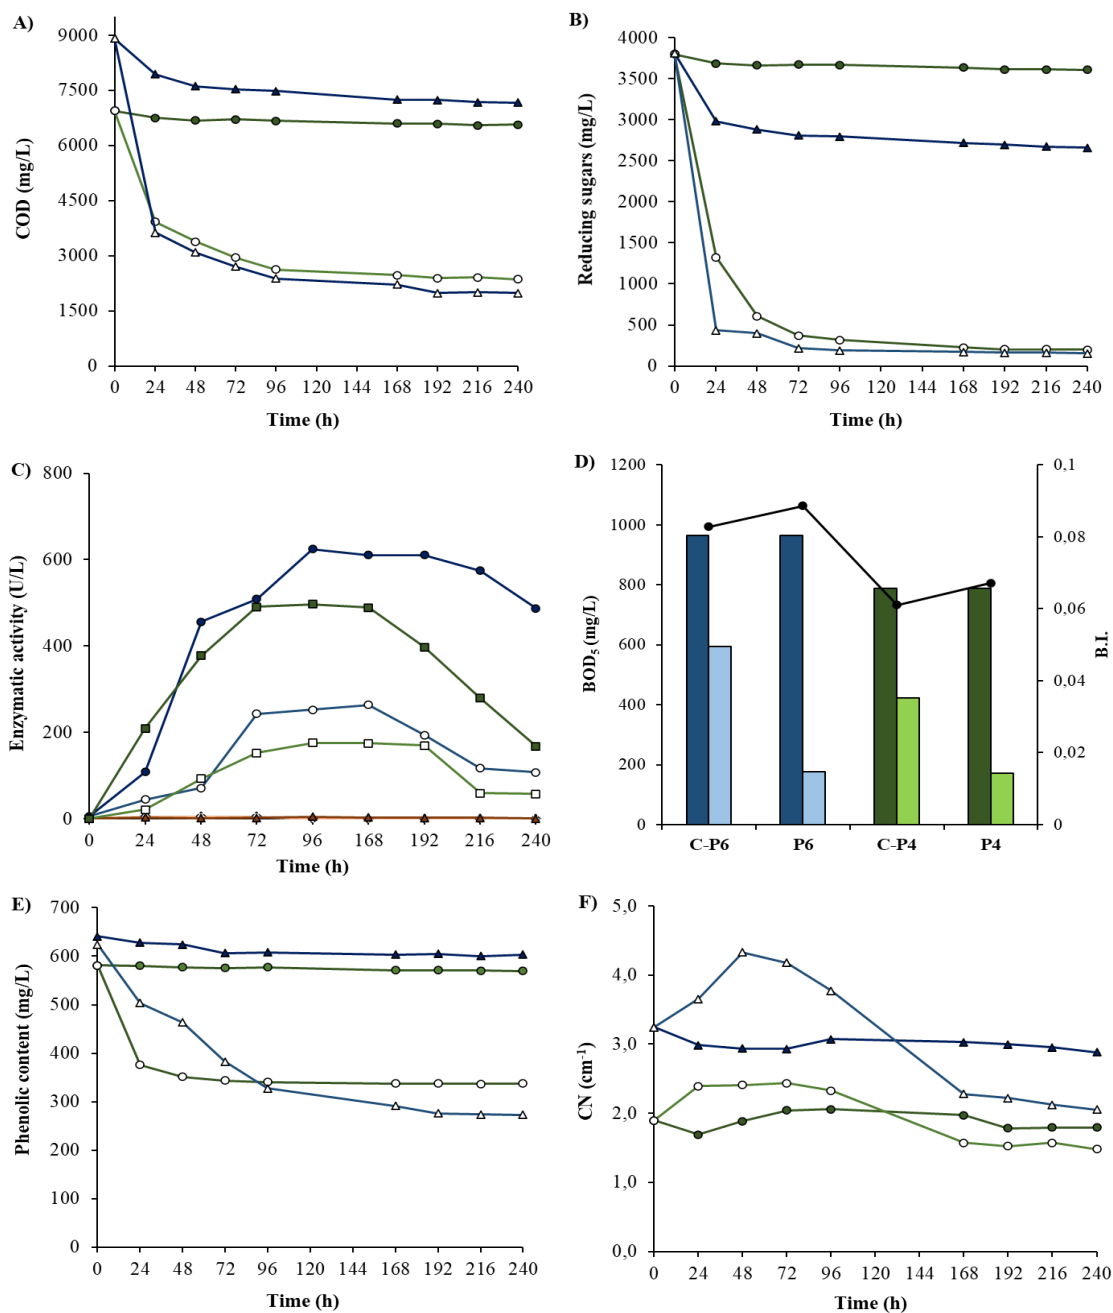 A)
COD (mg/L)
9000
7500
6000
4500
3000
1500
0
0 24 48 72 96 120 144 168 192 216 240
Time (h)
B)
Reducing sugars (mg/L)
4000
3500
3000
2500
2000
1500
1000
500
0
0 24 48 72 96 120 144 168 192 216 240
Time (h)
C)
Enzymatic activity (U/L)
800
600
400
200
0
0 24 48 72 96 168 192 216 240
Time (h)
D)
BOD₅ (mg/L)
1200
1000
800
600
400
200
0
0,1
0,08
0,06
0,04
0,02
0
B.I.
C-P6 P6 C-P4 P4
E)
Phenolic content (mg/L)
700
600
500
400
300
200
100
0
0 24 48 72 96 120 144 168 192 216 240
Time (h)
F)
CN (cm⁻¹)
5,0
4,0
3,0
2,0
1,0
0,0
0 24 48 72 96 120 144 168 192 216 240
Time (h)